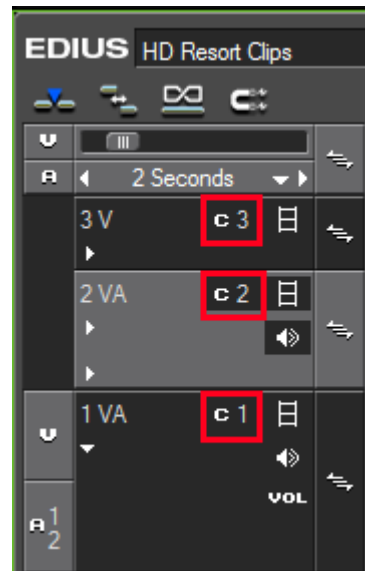 EDIUS HD Resort Clips
V
A 2 Seconds
3 V C 3
2 VA C 2
1 VA C 1
V
VOL
A 1 2